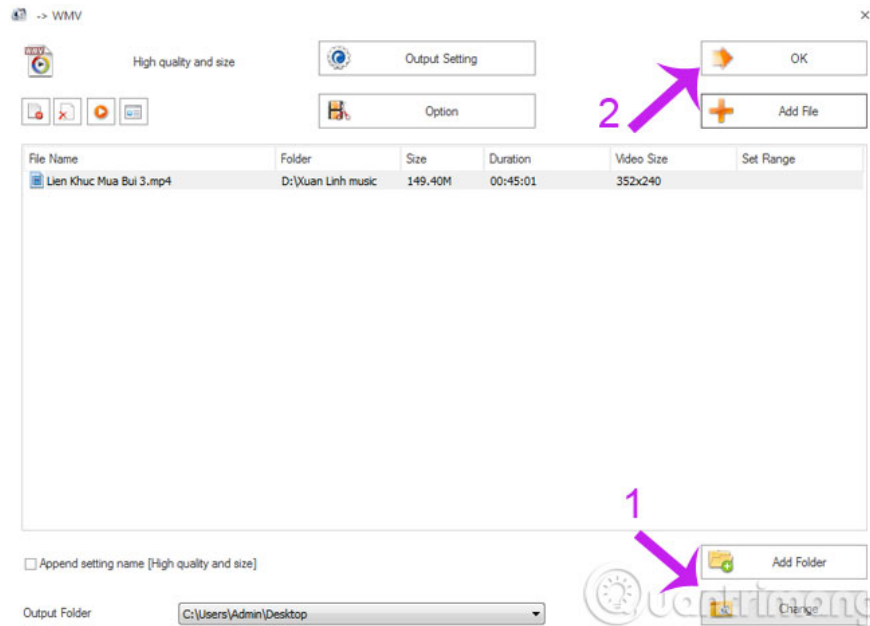 -> WMV
High quality and size
Output Setting
OK
Option
2
Add File
File Name Folder Size Duration Video Size Set Range
Lien Khuc Mua Bui 3.mp4 D:\Xuan Linh music 149.40M 00:45:01 352x240
1
Append setting name [High quality and size]
Add Folder
Output Folder
C:\Users\Admin\Desktop
Change
uantrimang